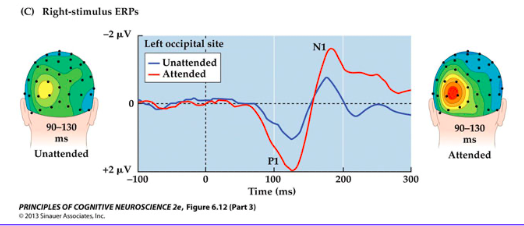 (C) Right-stimulus ERPs
−2 µV
Left occipital site
Unattended
Attended
N1
0
P1
+2 µV
−100
0
100
200
300
Time (ms)
90–130
ms
Unattended
90–130
ms
Attended
PRINCIPLES OF COGNITIVE NEUROSCIENCE 2e, Figure 6.12 (Part 3)
© 2013 Sinauer Associates, Inc.